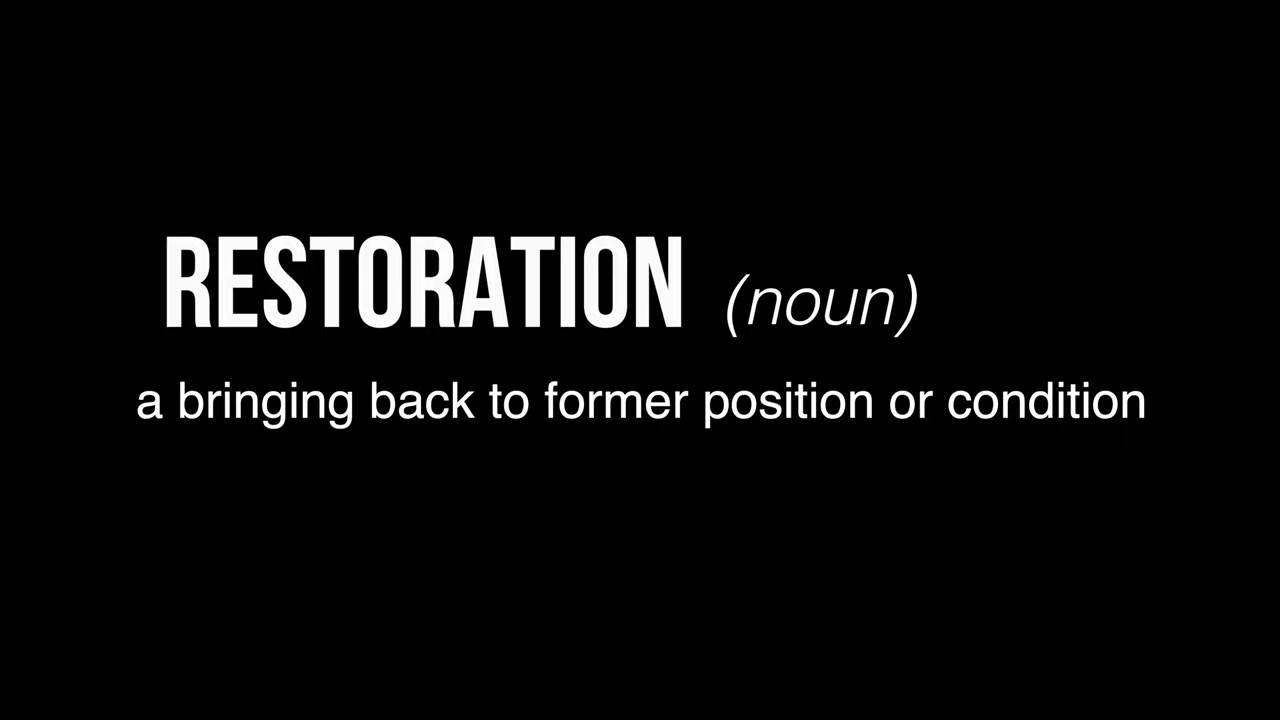 RESTORATION (noun)
a bringing back to former position or condition